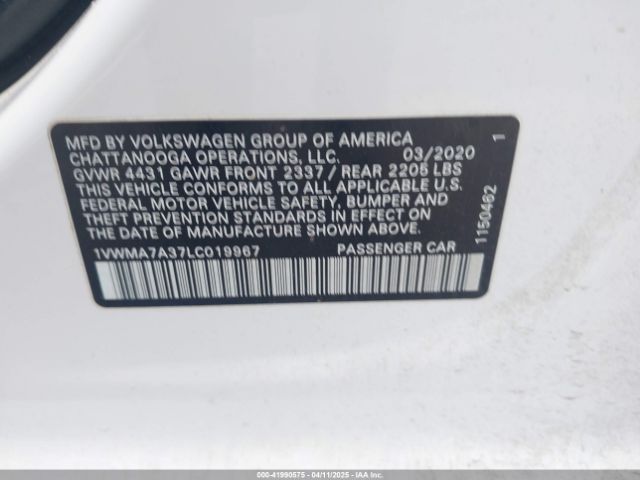 MFD BY VOLKSWAGEN GROUP OF AMERICA
CHATTANOOGA OPERATIONS, LLC. 03/2020
GVWR 4431 GAWR FRONT 2337 / REAR 2205 LBS
THIS VEHICLE CONFORMS TO ALL APPLICABLE U.S.
FEDERAL MOTOR VEHICLE SAFETY, BUMPER AND
THEFT PREVENTION STANDARDS IN EFFECT ON
THE DATE OF MANUFACTURE SHOWN ABOVE
1VWMA7A37LC019967 PASSENGER CAR
1150462 1
000-41990575 - 04/11/2025 - IAAI.COM